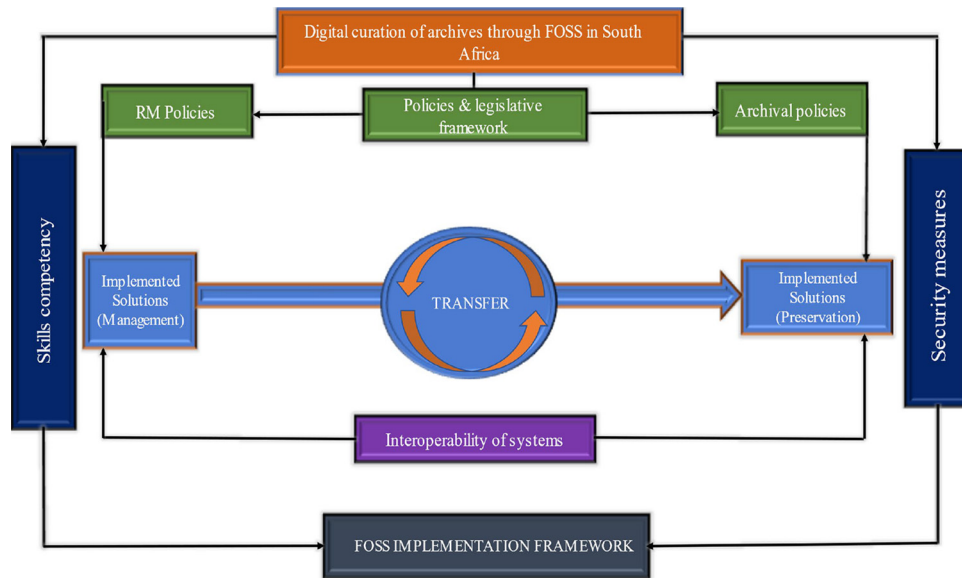 Digital curation of archives through FOSS in South
Africa
RM Policies
Policies & legislative
framework
Archival policies
Skills competency
Implemented
Solutions
(Management)
TRANSFER
Implemented
Solutions
(Preservation)
Security measures
Interoperability of systems
FOSS IMPLEMENTATION FRAMEWORK